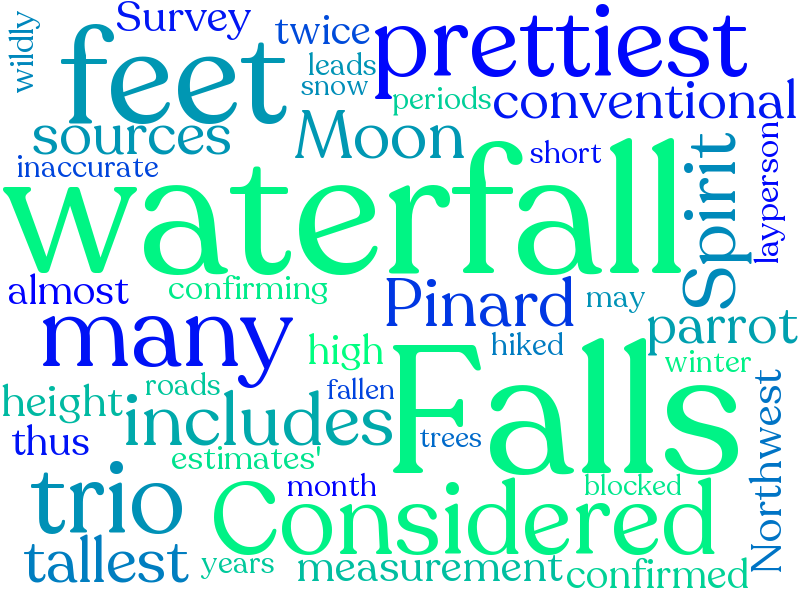 wildly
Survey
feet
twice
prettiest
leads
snow
periods
conventional
sources
Moon
short
layperson
inaccurate
waterfall
Spirit
almost
confirming
Pinard
may
many
high
hiked
parrot
winter
height
roads
fallen
Falls
Northwest
thus
includes
trees
estimates'
trio
month
blocked
Considered
tallest
years
measurement
confirmed